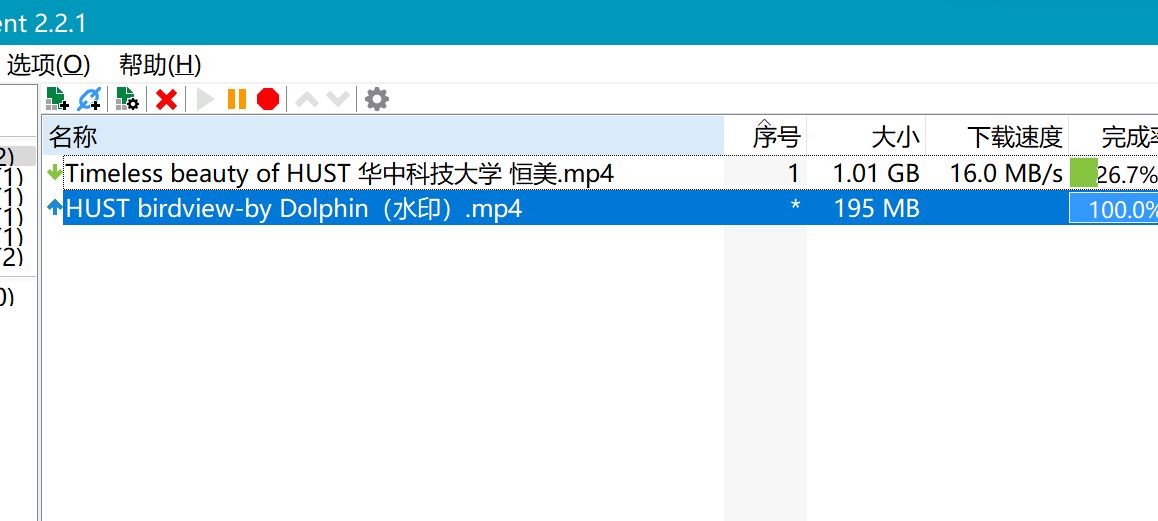 ent 2.2.1
选项(O) 帮助(H)
名称 序号 大小 下载速度 完成率
2)
1)
1)
1)
1)
2)
0)
Timeless beauty of HUST 华中科技大学 恒美.mp4 1 1.01 GB 16.0 MB/s 26.7%
HUST birdview-by Dolphin（水印）.mp4 * 195 MB 100.0%